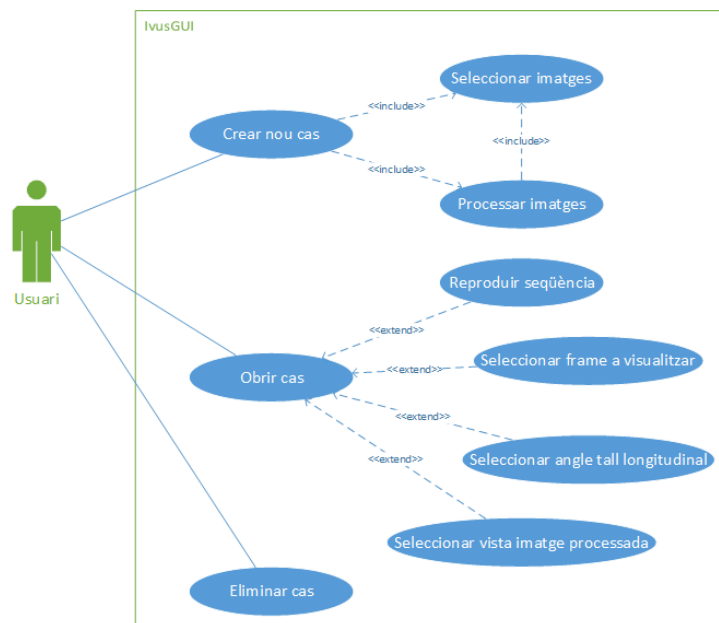 IvusGUI
Seleccionar imatges
<<include>>
Crear nou cas
<<include>>
<<include>>
Processar imatges
Usuari
Reproduir seqüència
<<extend>>
Seleccionar frame a visualitzar
<<extend>>
Obrir cas
<<extend>>
Seleccionar angle tall longitudinal
<<extend>>
Seleccionar vista imatge processada
Eliminar cas